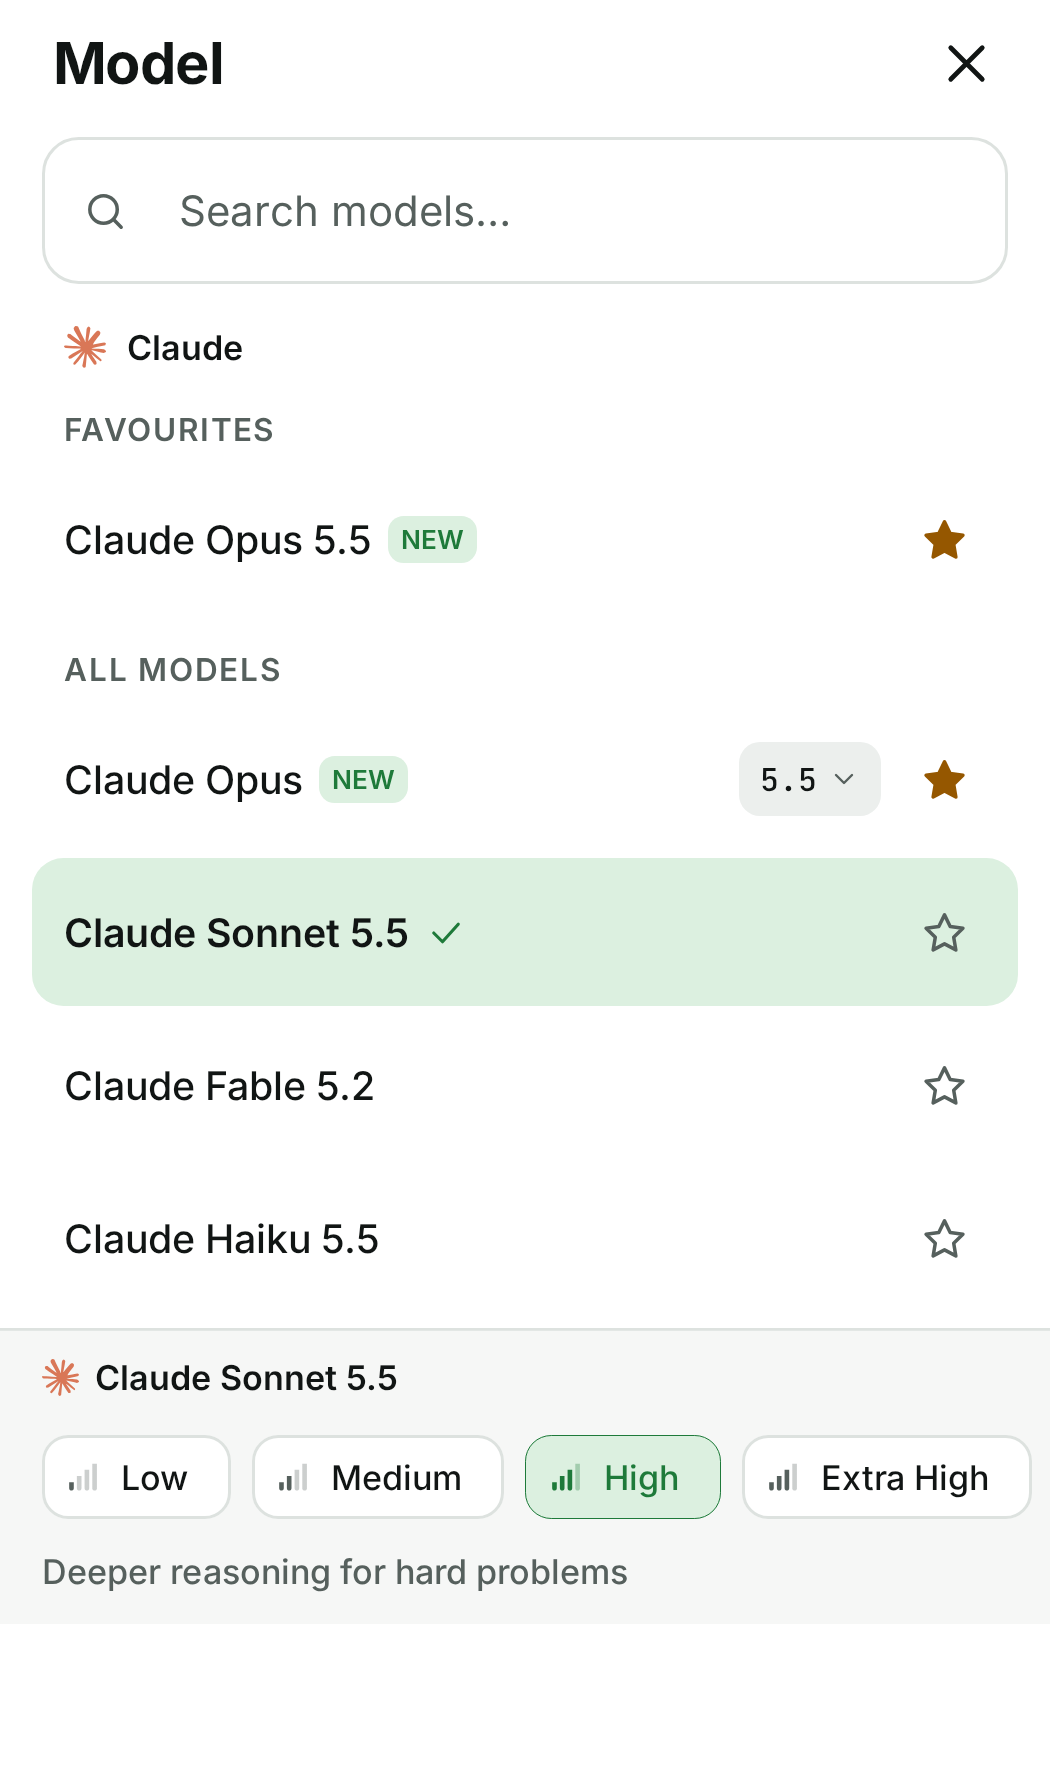 Model
Search models...
Claude
FAVOURITES
Claude Opus 5.5 NEW
ALL MODELS
Claude Opus NEW 5.5
Claude Sonnet 5.5
Claude Fable 5.2
Claude Haiku 5.5
Claude Sonnet 5.5
Low Medium High Extra High
Deeper reasoning for hard problems